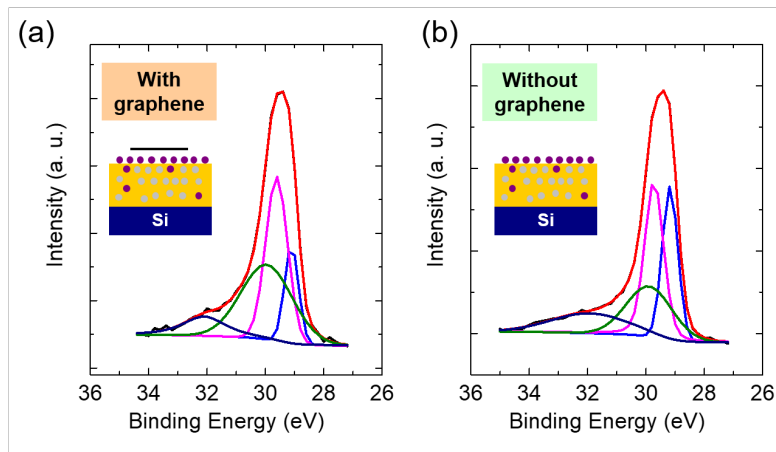 (a)
With
graphene
Si
Intensity (a. u.)
36 34 32 30 28 26
Binding Energy (eV)
(b)
Without
graphene
Si
Intensity (a. u.)
36 34 32 30 28 26
Binding Energy (eV)